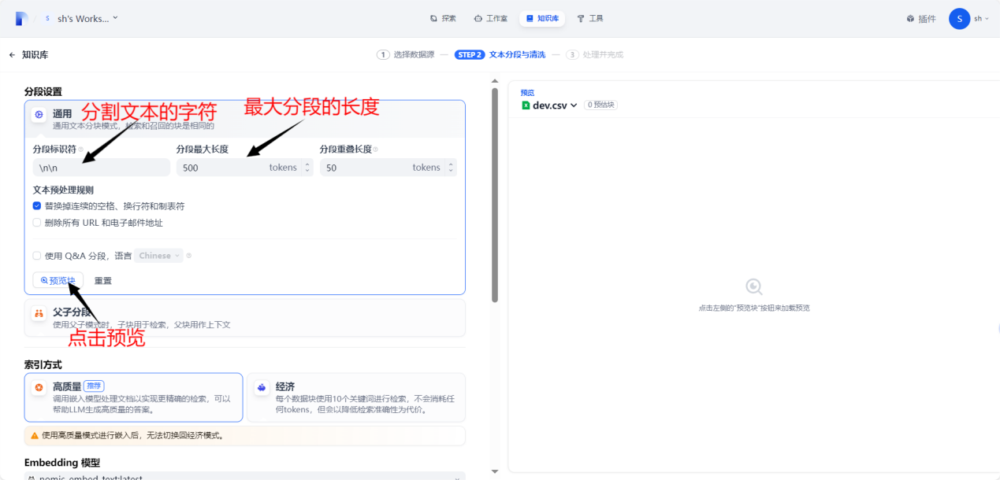 S sh's Works...
探索
工作室
知识库
工具
插件
S sh
知识库
1 选择数据源
STEP 2 文本分段与清洗
3 处理并完成
分段设置
通用
通用文本分块模式，检索和召回的块是相同的
分割文本的字符
最大分段的长度
分段标识符
分段最大长度
分段重叠长度
\n\n
500 tokens
50 tokens
文本预处理规则
替换掉连续的空格、换行符和制表符
删除所有 URL 和电子邮件地址
使用 Q&A 分段，语言 Chinese
预览块
重置
父子分段
使用父子模式时，子块用于检索，父块用作上下文
点击预览
索引方式
高质量 推荐
调用嵌入模型处理文档以实现更精确的检索，可以
帮助LLM生成高质量的答案。
经济
每个数据块使用10个关键词进行检索，不会消耗任
何tokens，但会以降低检索准确性为代价。
使用高质量模式进行嵌入后，无法切换回经济模式。
Embedding 模型
nomic-embed-text:latest
预览
dev.csv
0 预估块
点击左侧的“预览块”按钮来加载预览